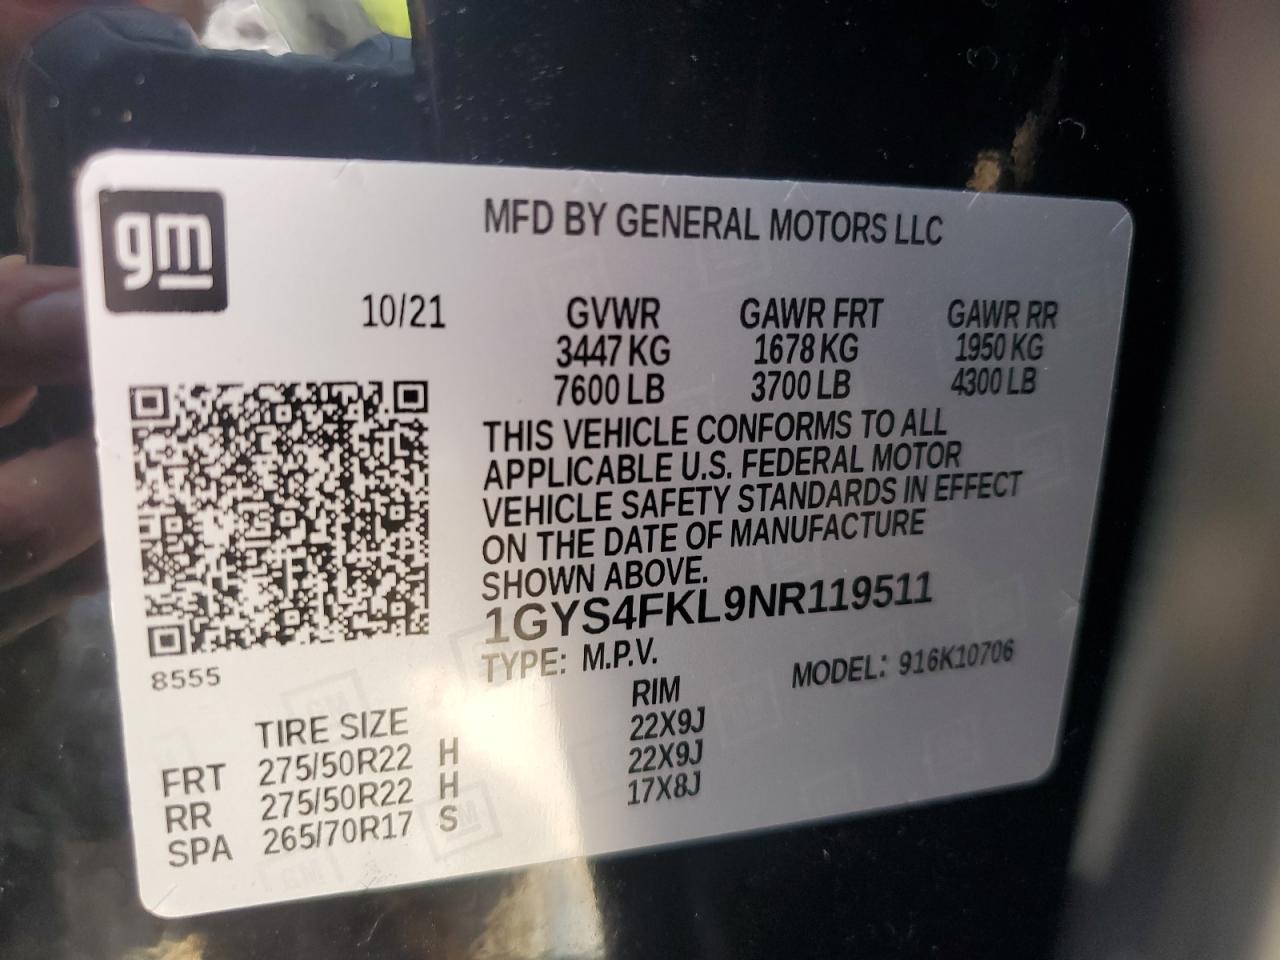 gm
MFD BY GENERAL MOTORS LLC
10/21 GVWR GAWR FRT GAWR RR
3447 KG 1678 KG 1950 KG
7600 LB 3700 LB 4300 LB
THIS VEHICLE CONFORMS TO ALL
APPLICABLE U.S. FEDERAL MOTOR
VEHICLE SAFETY STANDARDS IN EFFECT
ON THE DATE OF MANUFACTURE
SHOWN ABOVE.
1GYS4FKL9NR119511
TYPE: M.P.V. MODEL: 916K10706
8555
TIRE SIZE RIM
FRT 275/50R22 H 22X9J
RR 275/50R22 H 22X9J
SPA 265/70R17 S 17X8J